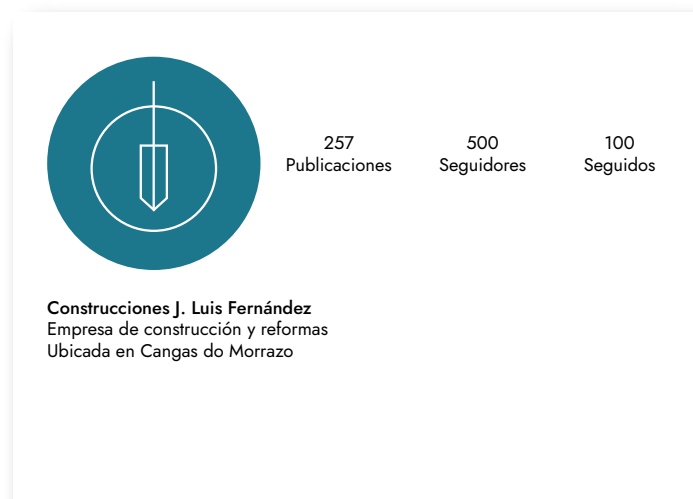 257
Publicaciones
500
Seguidores
100
Seguidos
Construcciones J. Luis Fernández
Empresa de construcción y reformas
Ubicada en Cangas do Morrazo